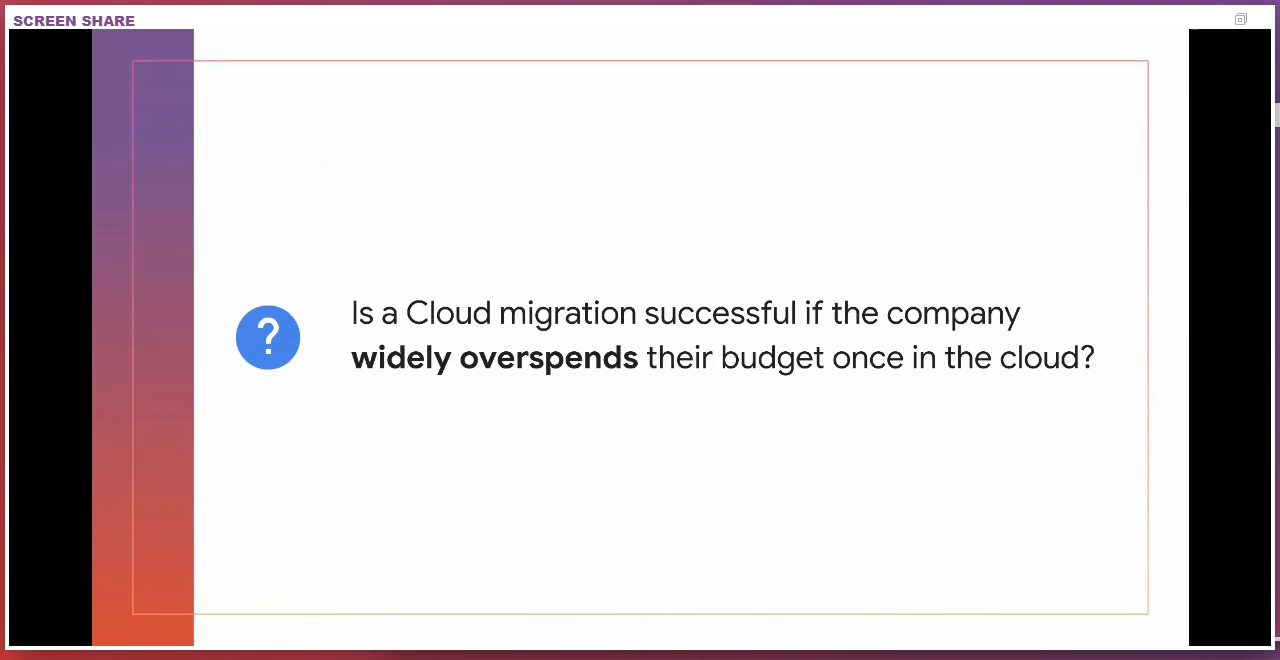 SCREEN SHARE
?
Is a Cloud migration successful if the company
widely overspends their budget once in the cloud?